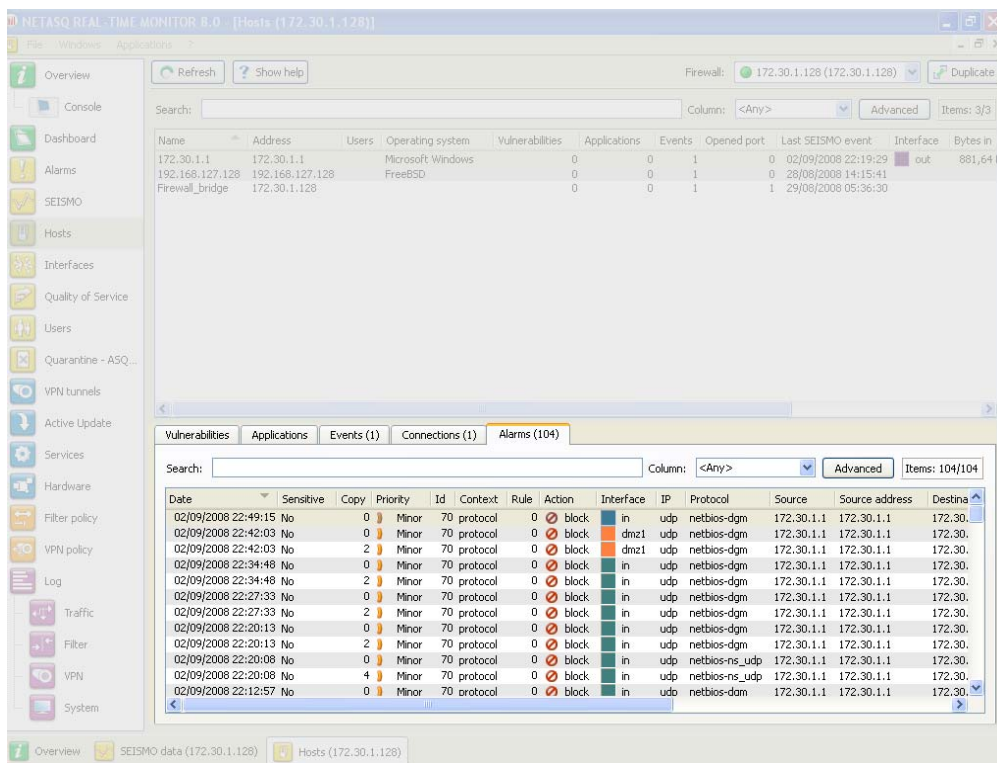 NETASQ REAL-TIME MONITOR 8.0 - [Hosts (172.30.1.128)]
File Windows Applications ?
Overview
Console
Dashboard
Alarms
SEISMO
Hosts
Interfaces
Quality of Service
Users
Quarantine - ASQ...
VPN tunnels
Active Update
Services
Hardware
Filter policy
VPN policy
Log
Traffic
Filter
VPN
System
Refresh Show help Firewall: 172.30.1.128 (172.30.1.128) Duplicate
Search: Column: <Any> Advanced Items: 3/3
Name Address Users Operating system Vulnerabilities Applications Events Opened port Last SEISMO event Interface Bytes in
172.30.1.1 172.30.1.1 Microsoft Windows 0 0 1 0 02/09/2008 22:19:29 out 881,64
192.168.127.128 192.168.127.128 FreeBSD 0 0 1 0 28/08/2008 14:15:41
Firewall_bridge 172.30.1.128 0 0 1 1 29/08/2008 05:36:30
Vulnerabilities Applications Events (1) Connections (1) Alarms (104)
Search: Column: <Any> Advanced Items: 104/104
Date Sensitive Copy Priority Id Context Rule Action Interface IP Protocol Source Source address Destina
02/09/2008 22:49:15 No 0 Minor 70 protocol 0 block in udp netbios-dgm 172.30.1.1 172.30.1.1 172.30.
02/09/2008 22:42:03 No 0 Minor 70 protocol 0 block dmz1 udp netbios-dgm 172.30.1.1 172.30.1.1 172.30.
02/09/2008 22:42:03 No 2 Minor 70 protocol 0 block dmz1 udp netbios-dgm 172.30.1.1 172.30.1.1 172.30.
02/09/2008 22:34:48 No 0 Minor 70 protocol 0 block in udp netbios-dgm 172.30.1.1 172.30.1.1 172.30.
02/09/2008 22:34:48 No 2 Minor 70 protocol 0 block in udp netbios-dgm 172.30.1.1 172.30.1.1 172.30.
02/09/2008 22:27:33 No 0 Minor 70 protocol 0 block in udp netbios-dgm 172.30.1.1 172.30.1.1 172.30.
02/09/2008 22:27:33 No 2 Minor 70 protocol 0 block in udp netbios-dgm 172.30.1.1 172.30.1.1 172.30.
02/09/2008 22:20:13 No 0 Minor 70 protocol 0 block in udp netbios-dgm 172.30.1.1 172.30.1.1 172.30.
02/09/2008 22:20:13 No 2 Minor 70 protocol 0 block in udp netbios-dgm 172.30.1.1 172.30.1.1 172.30.
02/09/2008 22:20:08 No 0 Minor 70 protocol 0 block in udp netbios-ns_udp 172.30.1.1 172.30.1.1 172.30.
02/09/2008 22:20:08 No 4 Minor 70 protocol 0 block in udp netbios-ns_udp 172.30.1.1 172.30.1.1 172.30.
02/09/2008 22:12:57 No 0 Minor 70 protocol 0 block in udp netbios-dgm 172.30.1.1 172.30.1.1 172.30.
Overview SEISMO data (172.30.1.128) Hosts (172.30.1.128)